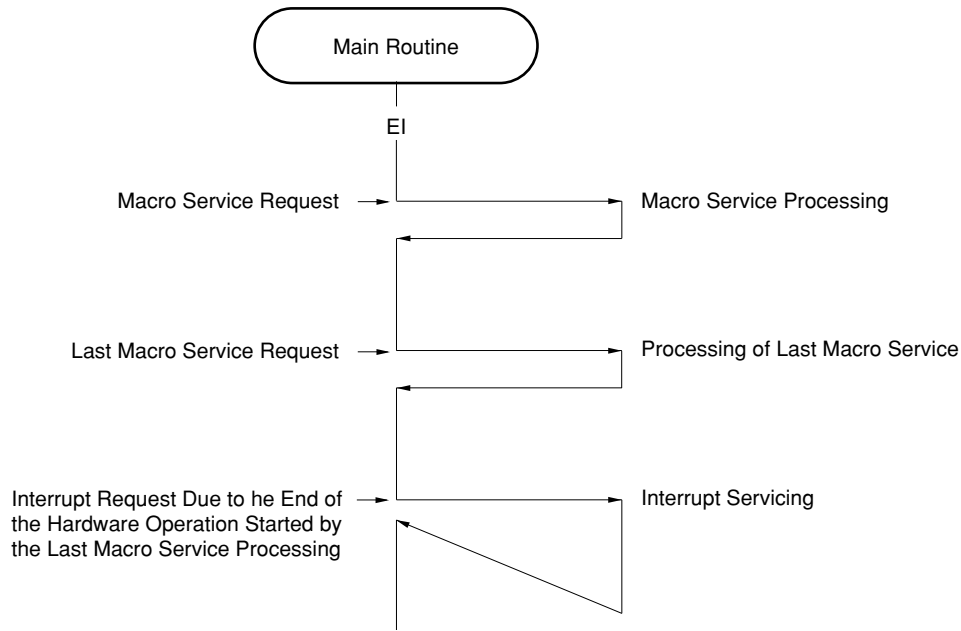 Main Routine
EI
Macro Service Request
Macro Service Processing
Last Macro Service Request
Processing of Last Macro Service
Interrupt Request Due to he End of
the Hardware Operation Started by
the Last Macro Service Processing
Interrupt Servicing